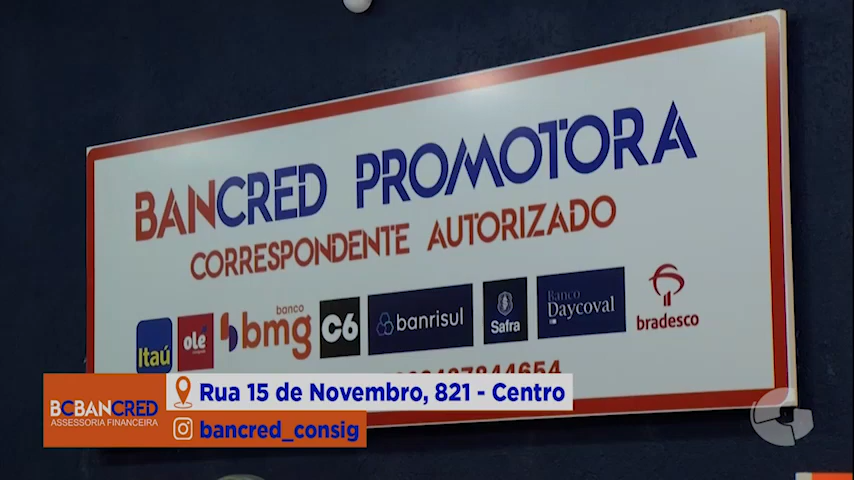 BANCRED PROMOTORA
CORRESPONDENTE AUTORIZADO
Itaú
olé
banco
bmg
C6
banrisul
Safra
Banco
Daycoval
bradesco
BCBANCRED
ASSESSORIA FINANCEIRA
Rua 15 de Novembro, 821 - Centro
bancred_consig